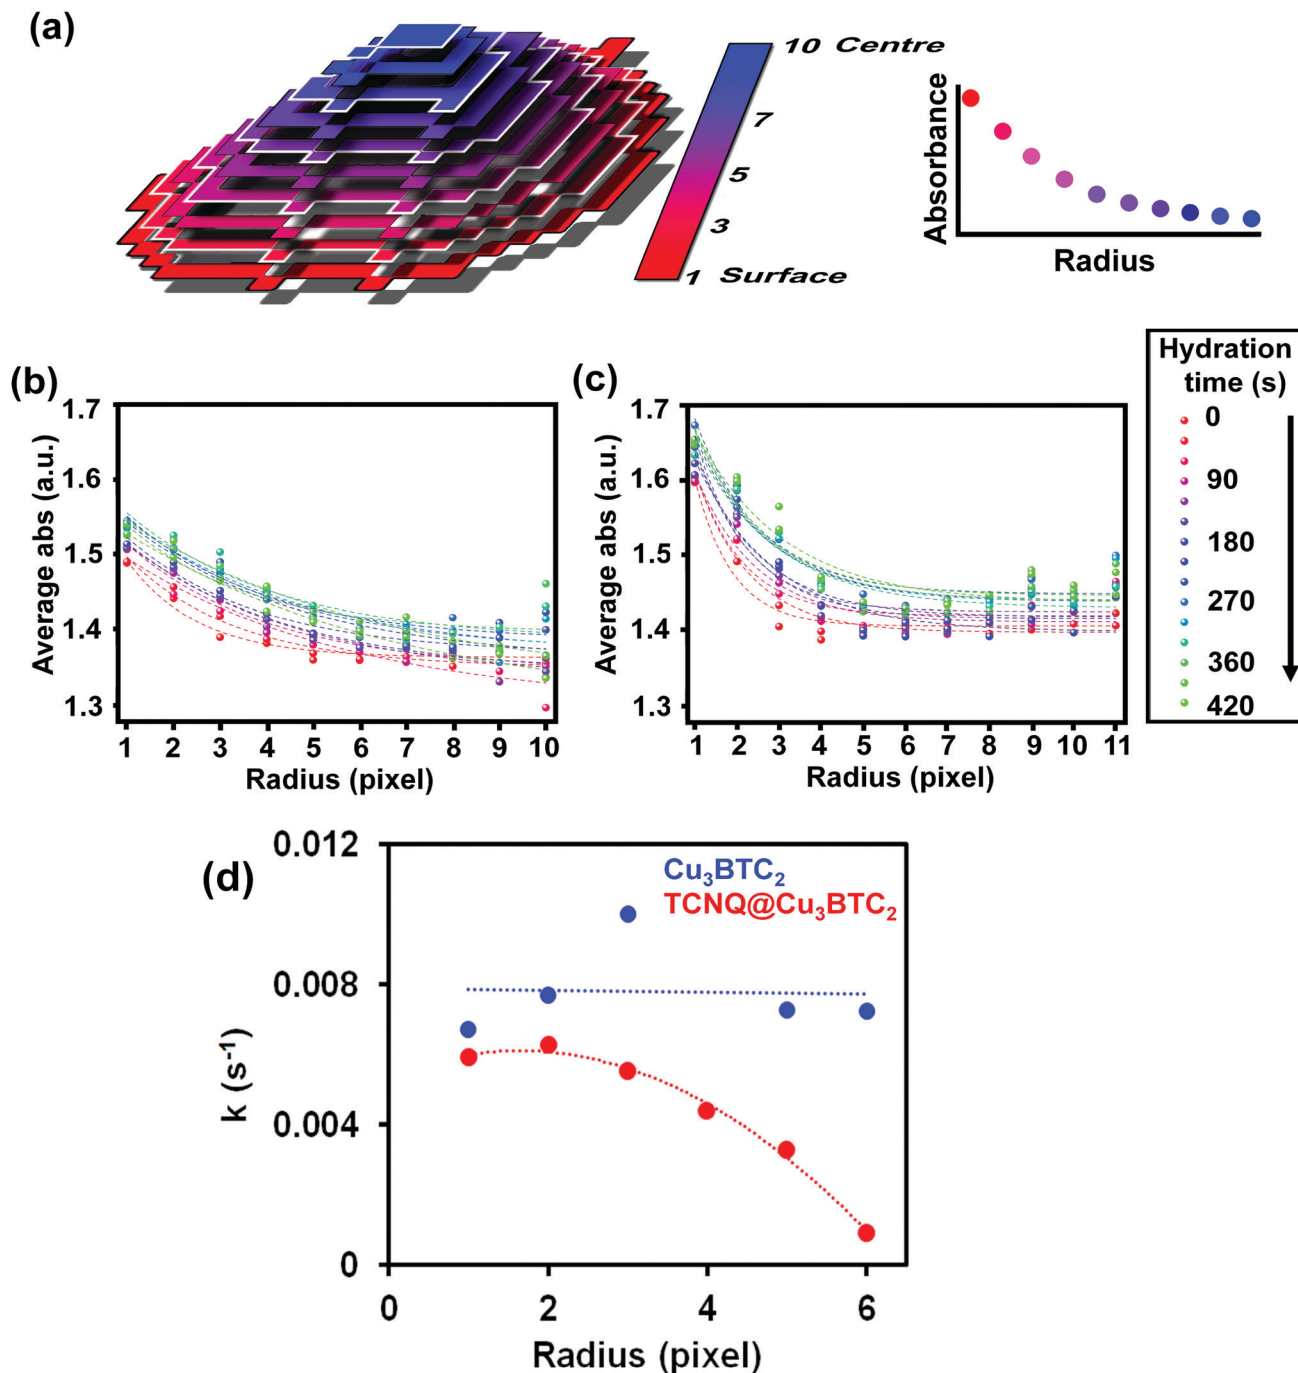 (a)
10 Centre
7
5
3
1 Surface
Absorbance
Radius
(b)
1.7
1.6
1.5
1.4
1.3
Average abs (a.u.)
1 2 3 4 5 6 7 8 9 10
Radius (pixel)
(c)
1.7
1.6
1.5
1.4
1.3
Average abs (a.u.)
1 2 3 4 5 6 7 8 9 10 11
Radius (pixel)
Hydration
time (s)
0
90
180
270
360
420
(d)
Cu₃BTC₂
TCNQ@Cu₃BTC₂
0.012
0.008
0.004
0
k (s⁻¹)
0 2 4 6
Radius (pixel)